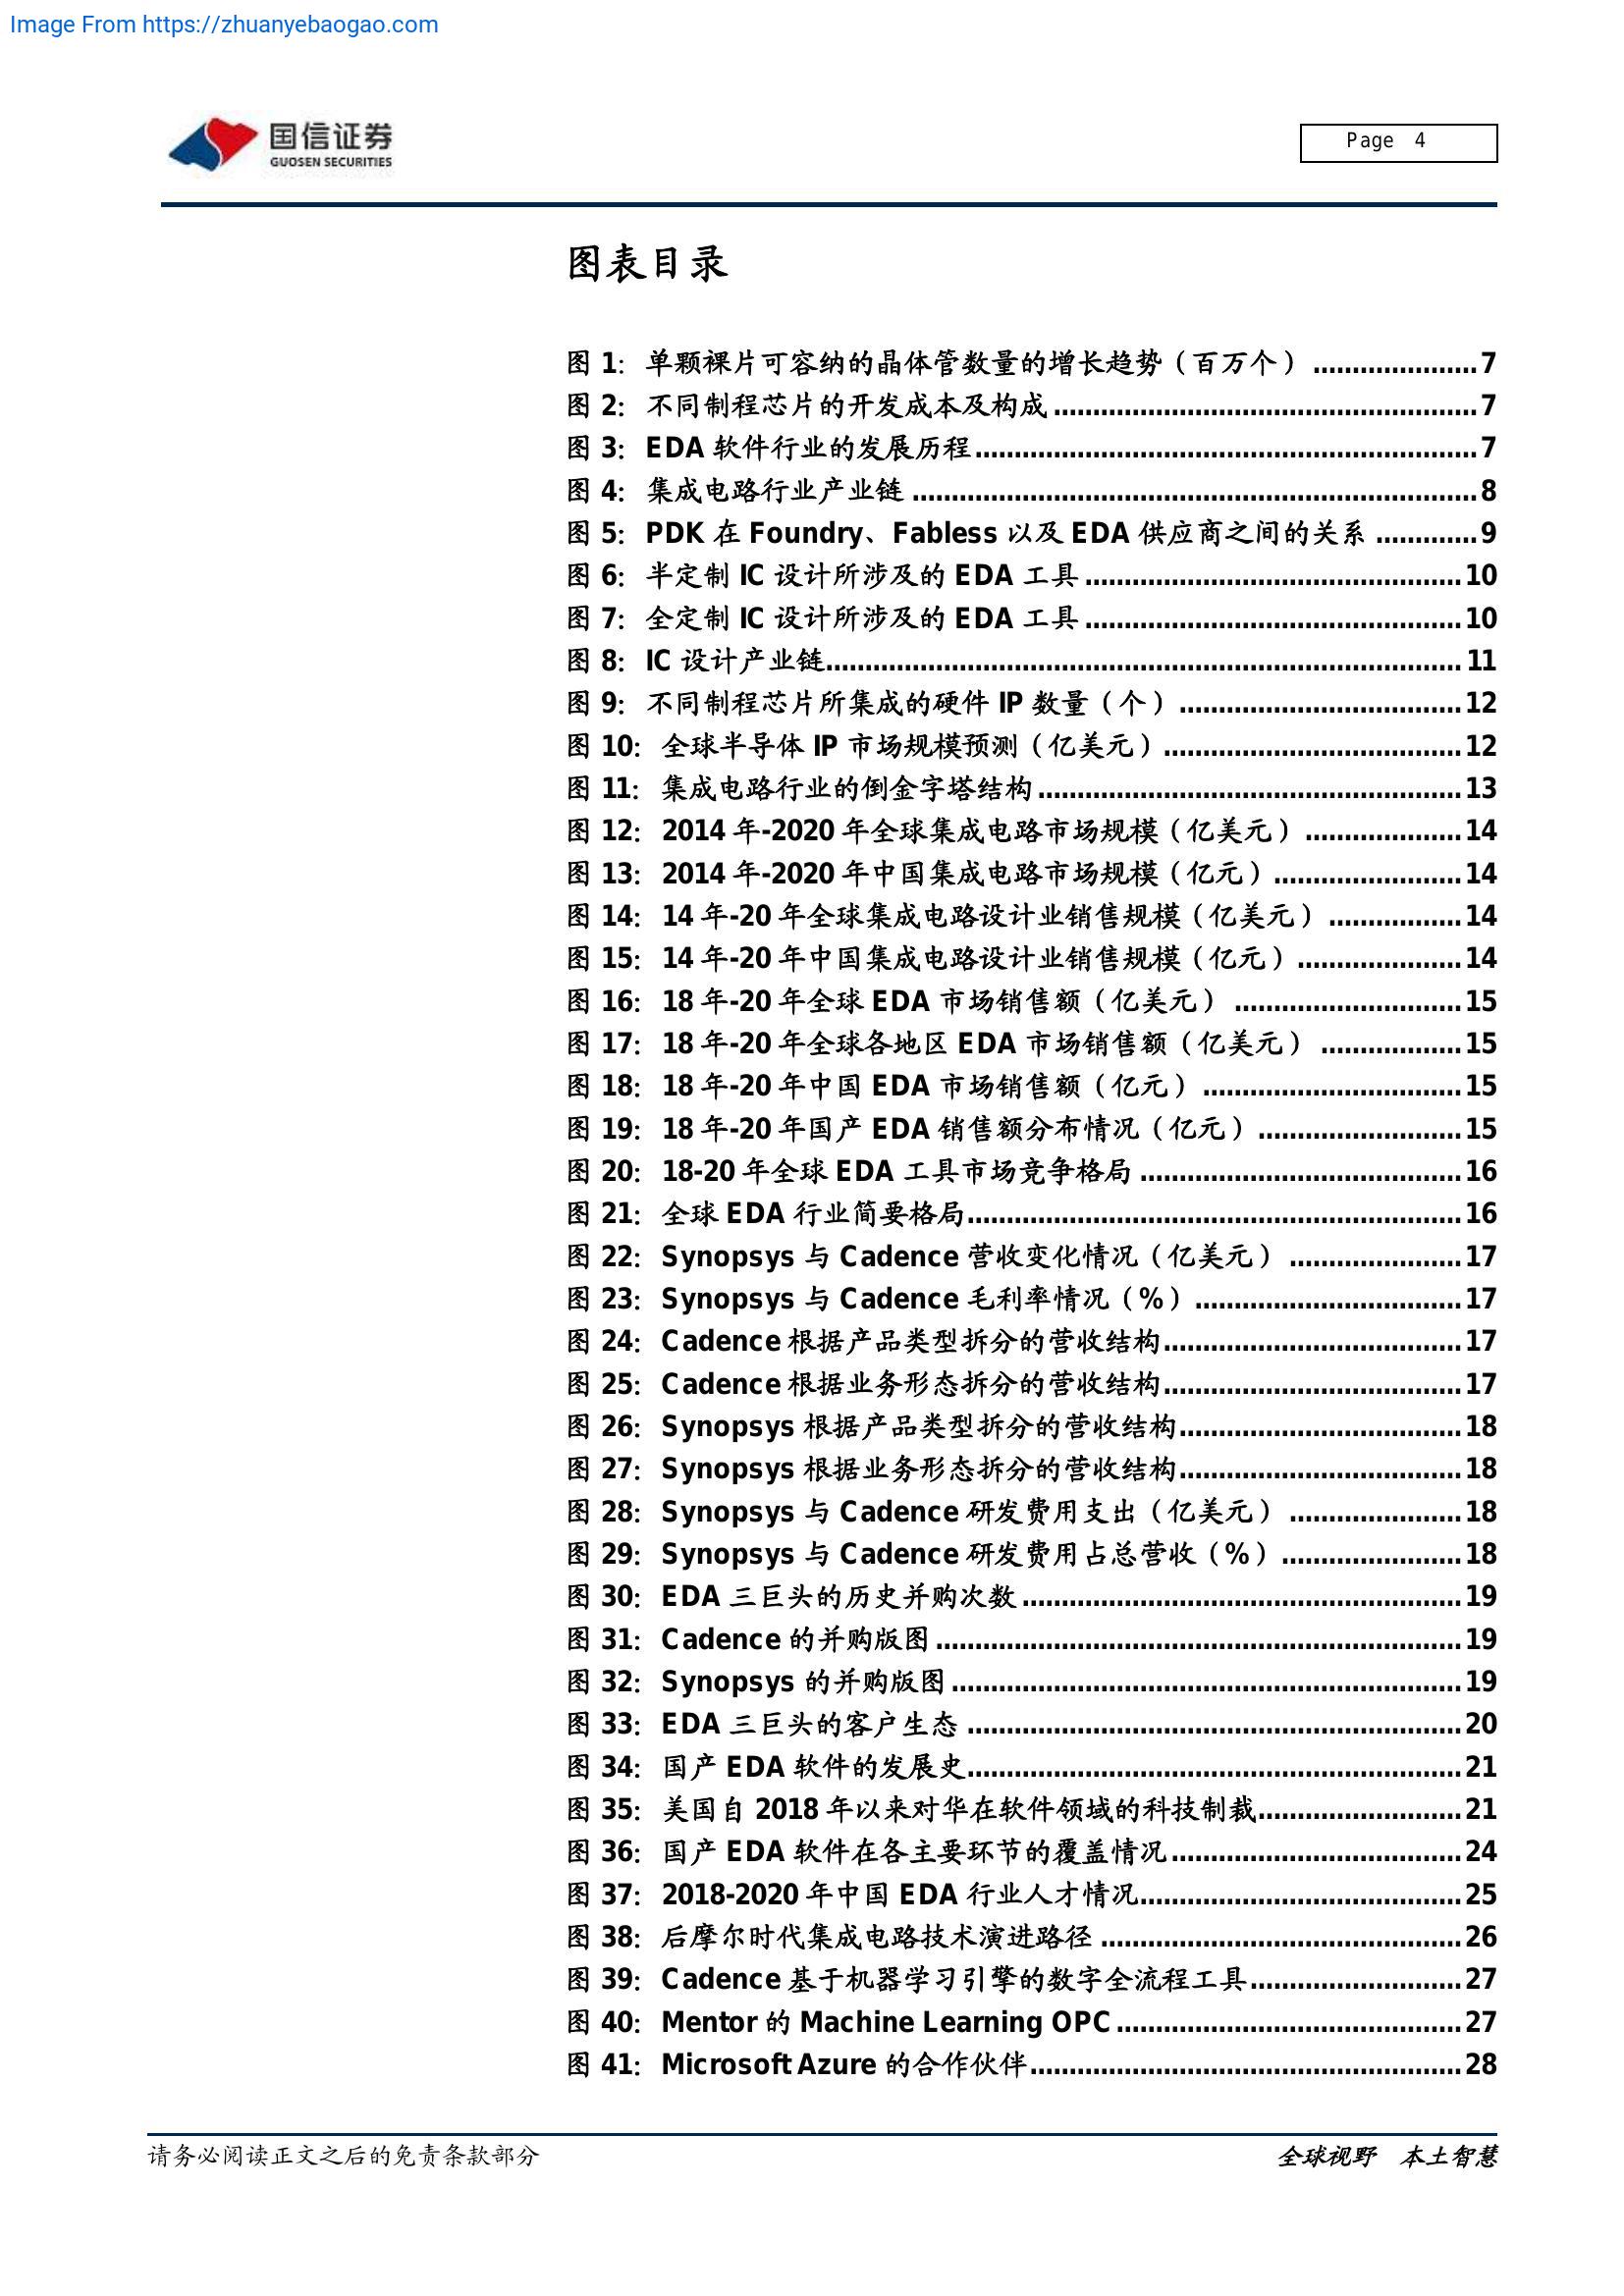 Image From https://zhuanyebaogao.com
国信证券
GUOSEN SECURITIES
Page 4
图表目录
图 1: 单颗裸片可容纳的晶体管数量的增长趋势（百万个）.....................7
图 2: 不同制程芯片的开发成本及构成......................................................7
图 3: EDA 软件行业的发展历程................................................................7
图 4: 集成电路行业产业链........................................................................8
图 5: PDK 在 Foundry、Fabless 以及 EDA 供应商之间的关系.............9
图 6: 半定制 IC 设计所涉及的 EDA 工具................................................10
图 7: 全定制 IC 设计所涉及的 EDA 工具................................................10
图 8: IC 设计产业链.................................................................................11
图 9: 不同制程芯片所集成的硬件 IP 数量（个）....................................12
图 10: 全球半导体 IP 市场规模预测（亿美元）......................................12
图 11: 集成电路行业的倒金字塔结构......................................................13
图 12: 2014 年-2020 年全球集成电路市场规模（亿美元）....................14
图 13: 2014 年-2020 年中国集成电路市场规模（亿元）........................14
图 14: 14 年-20 年全球集成电路设计业销售规模（亿美元）.................14
图 15: 14 年-20 年中国集成电路设计业销售规模（亿元）.....................14
图 16: 18 年-20 年全球 EDA 市场销售额（亿美元）.............................15
图 17: 18 年-20 年全球各地区 EDA 市场销售额（亿美元）..................15
图 18: 18 年-20 年中国 EDA 市场销售额（亿元）.................................15
图 19: 18 年-20 年国产 EDA 销售额分布情况（亿元）..........................15
图 20: 18-20 年全球 EDA 工具市场竞争格局.........................................16
图 21: 全球 EDA 行业简要格局...............................................................16
图 22: Synopsys 与 Cadence 营收变化情况（亿美元）......................17
图 23: Synopsys 与 Cadence 毛利率情况（%）..................................17
图 24: Cadence 根据产品类型拆分的营收结构......................................17
图 25: Cadence 根据业务形态拆分的营收结构......................................17
图 26: Synopsys 根据产品类型拆分的营收结构....................................18
图 27: Synopsys 根据业务形态拆分的营收结构....................................18
图 28: Synopsys 与 Cadence 研发费用支出（亿美元）......................18
图 29: Synopsys 与 Cadence 研发费用占总营收（%）.......................18
图 30: EDA 三巨头的历史并购次数........................................................19
图 31: Cadence 的并购版图...................................................................19
图 32: Synopsys 的并购版图.................................................................19
图 33: EDA 三巨头的客户生态...............................................................20
图 34: 国产 EDA 软件的发展史...............................................................21
图 35: 美国自 2018 年以来对华在软件领域的科技制裁..........................21
图 36: 国产 EDA 软件在各主要环节的覆盖情况.....................................24
图 37: 2018-2020 年中国 EDA 行业人才情况.........................................25
图 38: 后摩尔时代集成电路技术演进路径..............................................26
图 39: Cadence 基于机器学习引擎的数字全流程工具...........................27
图 40: Mentor 的 Machine Learning OPC............................................27
图 41: Microsoft Azure 的合作伙伴.......................................................28
请务必阅读正文之后的免责条款部分
全球视野 本土智慧